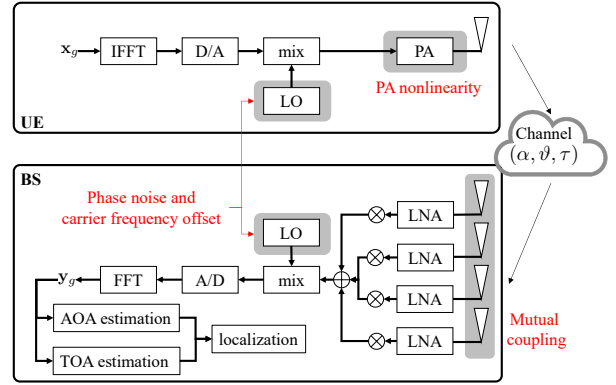 x_g
IFFT
D/A
mix
PA
PA nonlinearity
LO
UE
Channel
(α, ϑ, τ)
BS
Phase noise and
carrier frequency offset
LO
LNA
LNA
LNA
LNA
y_g
FFT
A/D
mix
AOA estimation
TOA estimation
localization
Mutual
coupling